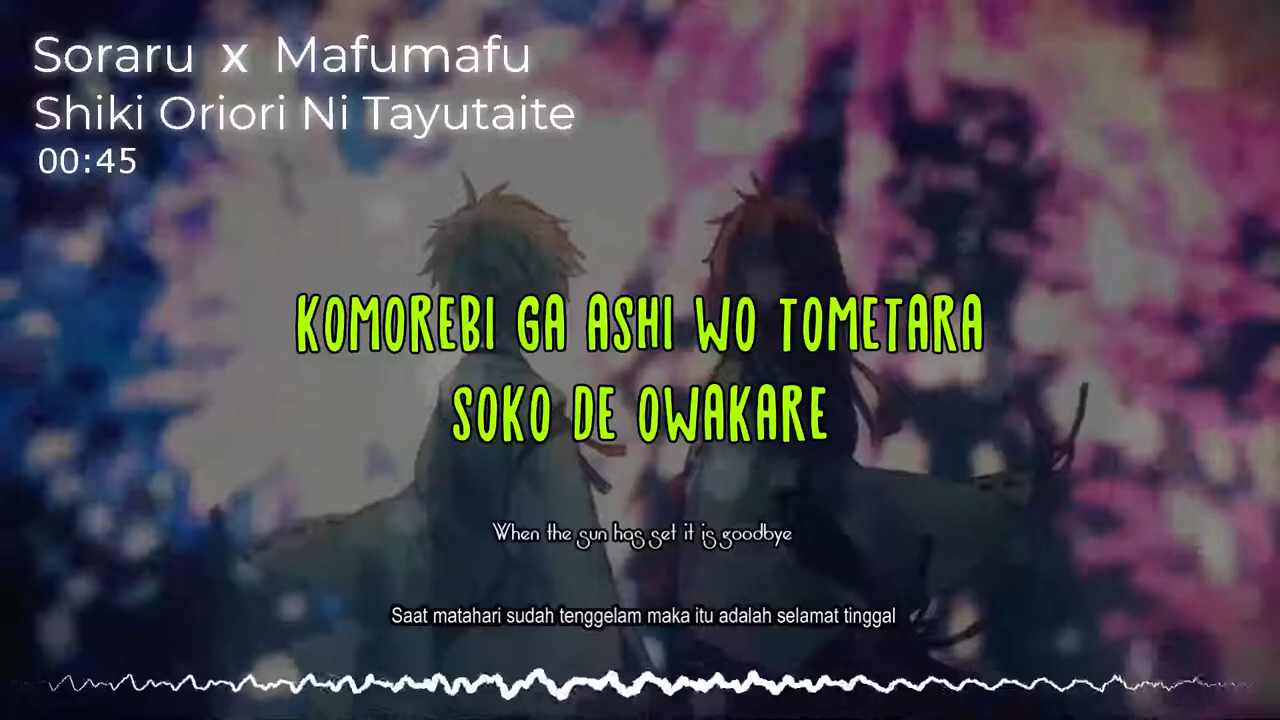 Soraru x Mafumafu
Shiki Oriori Ni Tayutaite
00:45
KOMOREBI GA ASHI WO TOMETARA
SOKO DE OWAKARE
When the sun has set it is goodbye
Saat matahari sudah tenggelam maka itu adalah selamat tinggal